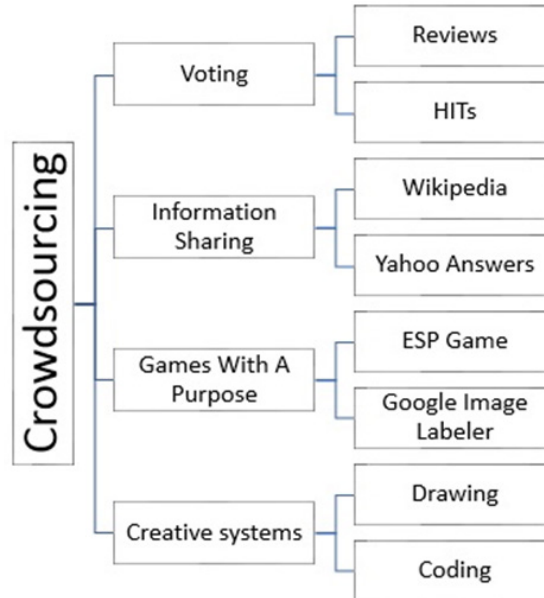 Crowdsourcing
Voting
Reviews
HITs
Information
Sharing
Wikipedia
Yahoo Answers
Games With A
Purpose
ESP Game
Google Image
Labeler
Creative systems
Drawing
Coding